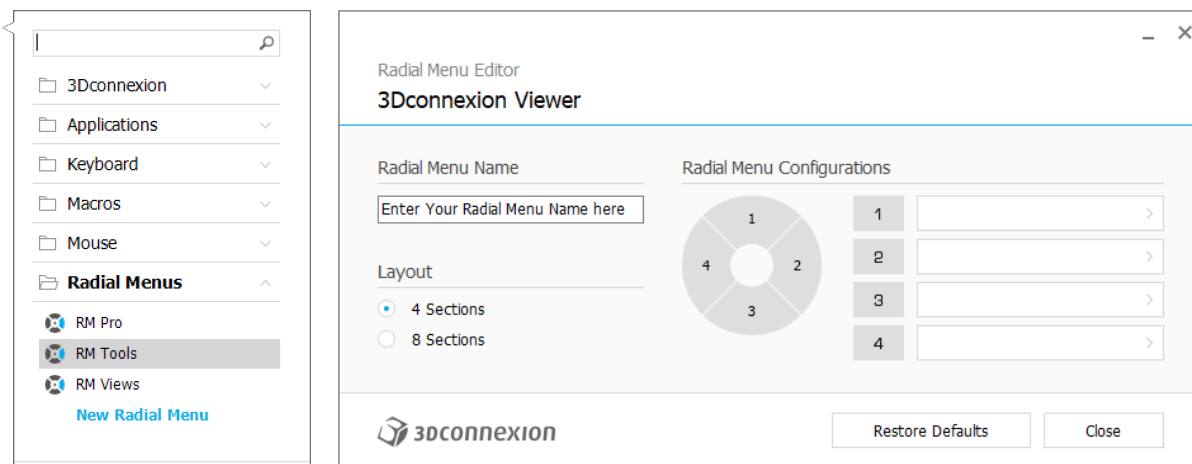 3Dconnexion
Applications
Keyboard
Macros
Mouse
Radial Menus
RM Pro
RM Tools
RM Views
New Radial Menu
Radial Menu Editor
3Dconnexion Viewer
Radial Menu Name
Enter Your Radial Menu Name here
Layout
4 Sections
8 Sections
Radial Menu Configurations
1
4 2
3
1
2
3
4
3Dconnexion
Restore Defaults
Close